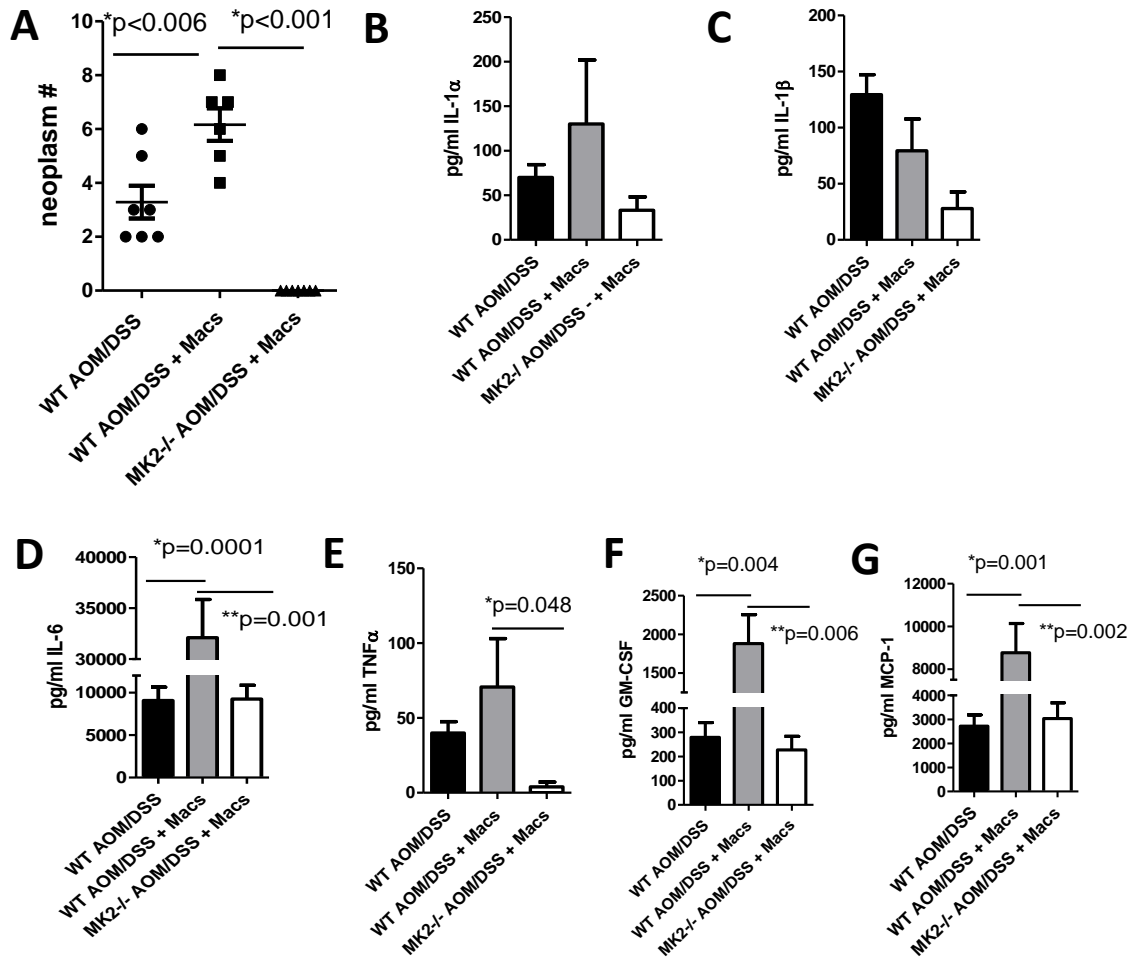 A
*p<0.006
*p<0.001
neoplasm #
10
8
6
4
2
0
WT AOM/DSS
WT AOM/DSS + Macs
MK2-/- AOM/DSS + Macs
B
pg/ml IL-1α
250
200
150
100
50
0
WT AOM/DSS
WT AOM/DSS + Macs
MK2-/ AOM/DSS - + Macs
C
pg/ml IL-1β
200
150
100
50
0
WT AOM/DSS
WT AOM/DSS + Macs
MK2-/- AOM/DSS + Macs
D
*p=0.0001
**p=0.001
pg/ml IL-6
40000
35000
30000
10000
5000
0
WT AOM/DSS
WT AOM/DSS + Macs
MK2-/- AOM/DSS + Macs
E
*p=0.048
pg/ml TNFα
150
100
50
0
WT AOM/DSS
WT AOM/DSS + Macs
MK2-/- AOM/DSS + Macs
F
*p=0.004
**p=0.006
pg/ml GM-CSF
2500
2000
1500
400
300
200
100
0
WT AOM/DSS
WT AOM/DSS + Macs
MK2-/- AOM/DSS + Macs
G
*p=0.001
**p=0.002
pg/ml MCP-1
12000
10000
8000
4000
3000
2000
1000
0
WT AOM/DSS
WT AOM/DSS + Macs
MK2-/- AOM/DSS + Macs